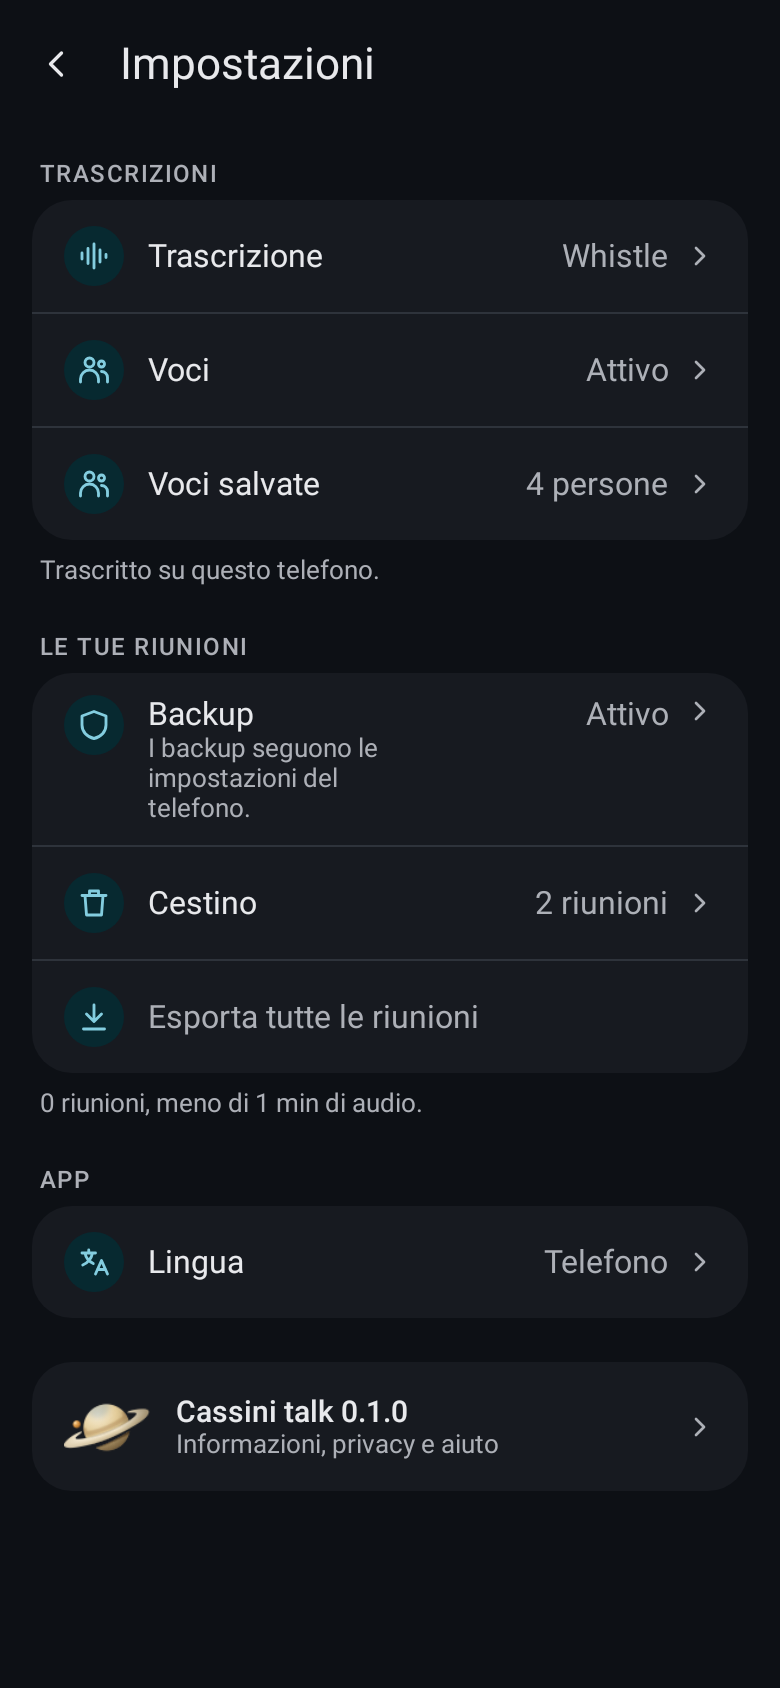 Impostazioni
TRASCRIZIONI
Trascrizione Whistle
Voci Attivo
Voci salvate 4 persone
Trascritto su questo telefono.
LE TUE RIUNIONI
Backup Attivo
I backup seguono le
impostazioni del
telefono.
Cestino 2 riunioni
Esporta tutte le riunioni
0 riunioni, meno di 1 min di audio.
APP
Lingua Telefono
Cassini talk 0.1.0
Informazioni, privacy e aiuto